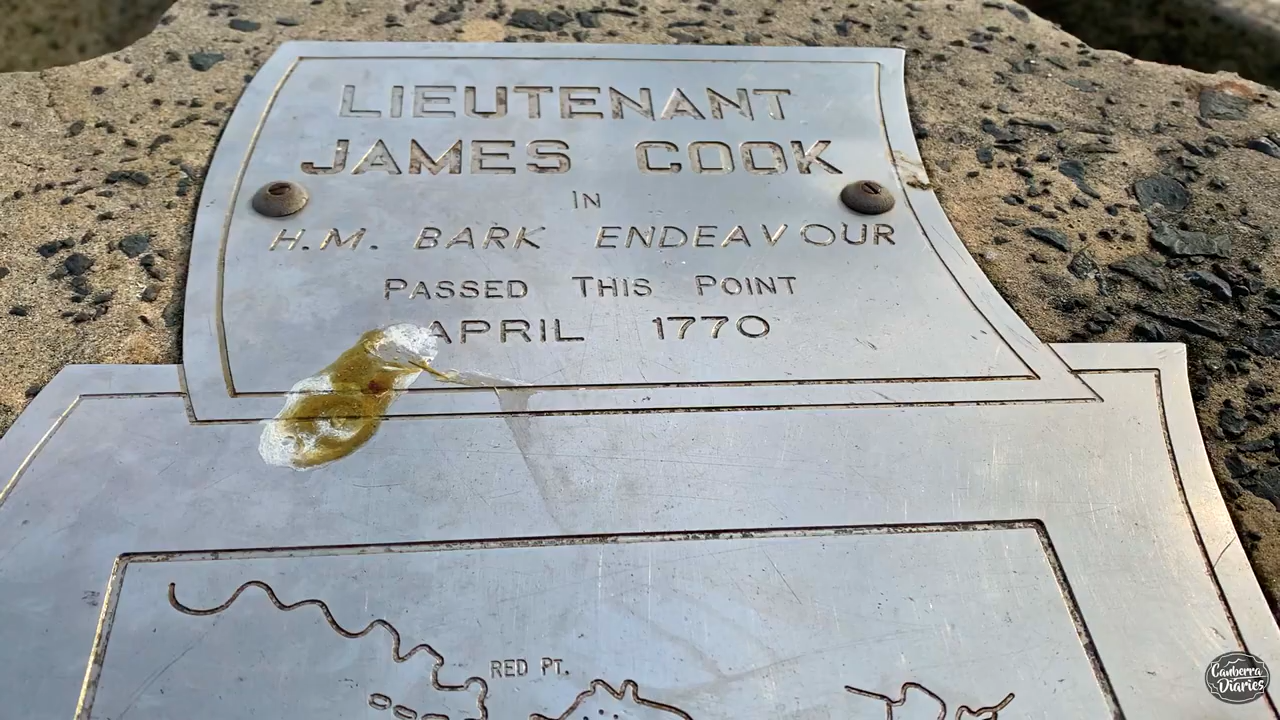 LIEUTENANT
JAMES COOK
IN
H.M. BARK ENDEAVOUR
PASSED THIS POINT
APRIL 1770
RED PT.
Canberra
Diaries